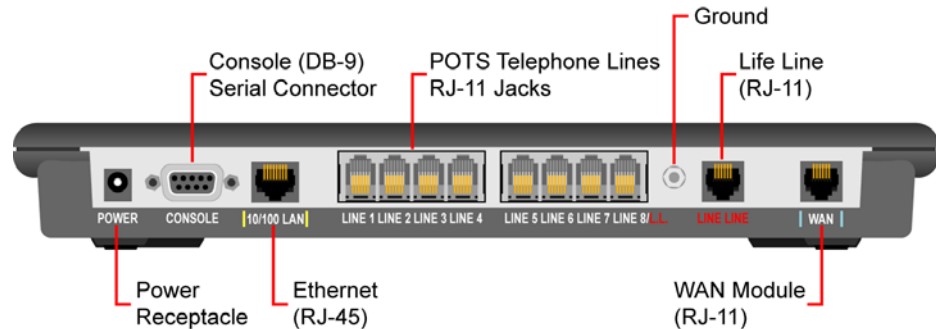 Ground
Console (DB-9)
Serial Connector
POTS Telephone Lines
RJ-11 Jacks
Life Line
(RJ-11)
POWER
CONSOLE
10/100 LAN
LINE 1 LINE 2 LINE 3 LINE 4
LINE 5 LINE 6 LINE 7 LINE 8/L.L.
LINE LINE
WAN
Power
Receptacle
Ethernet
(RJ-45)
WAN Module
(RJ-11)